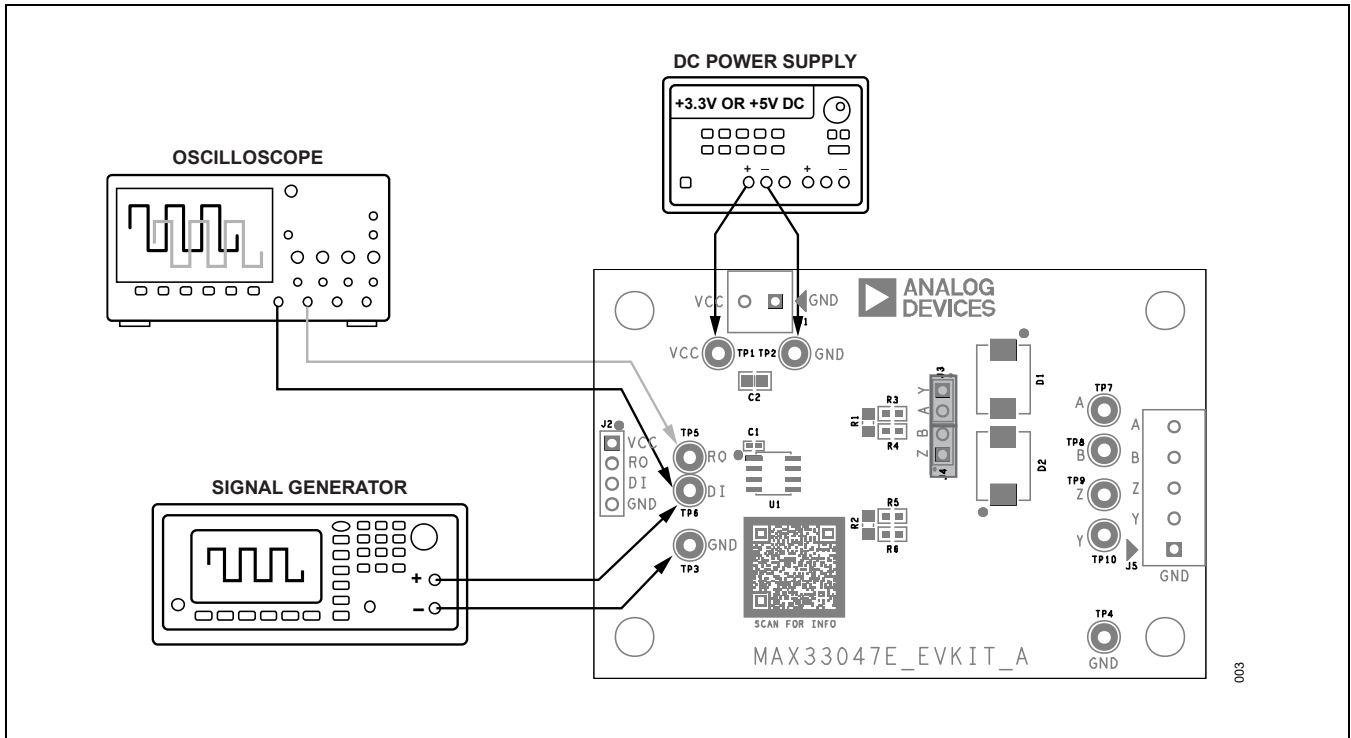 DC POWER SUPPLY
+3.3V OR +5V DC
+ − + −
OSCILLOSCOPE
VCC
GND
ANALOG
DEVICES
VCC
TP1
TP2
GND
C2
J3
Y
A
B
Z
J4
D1
D2
R3
R1
R4
TP7
A
TP8
B
TP9
Z
TP10
Y
A
B
Z
Y
J5
GND
J2
VCC
RO
DI
GND
TP5
RO
C1
DI
TP6
U1
GND
TP3
R5
R2
R6
SIGNAL GENERATOR
+
−
SCAN FOR INFO
MAX33047E_EVKIT_A
TP4
GND
003